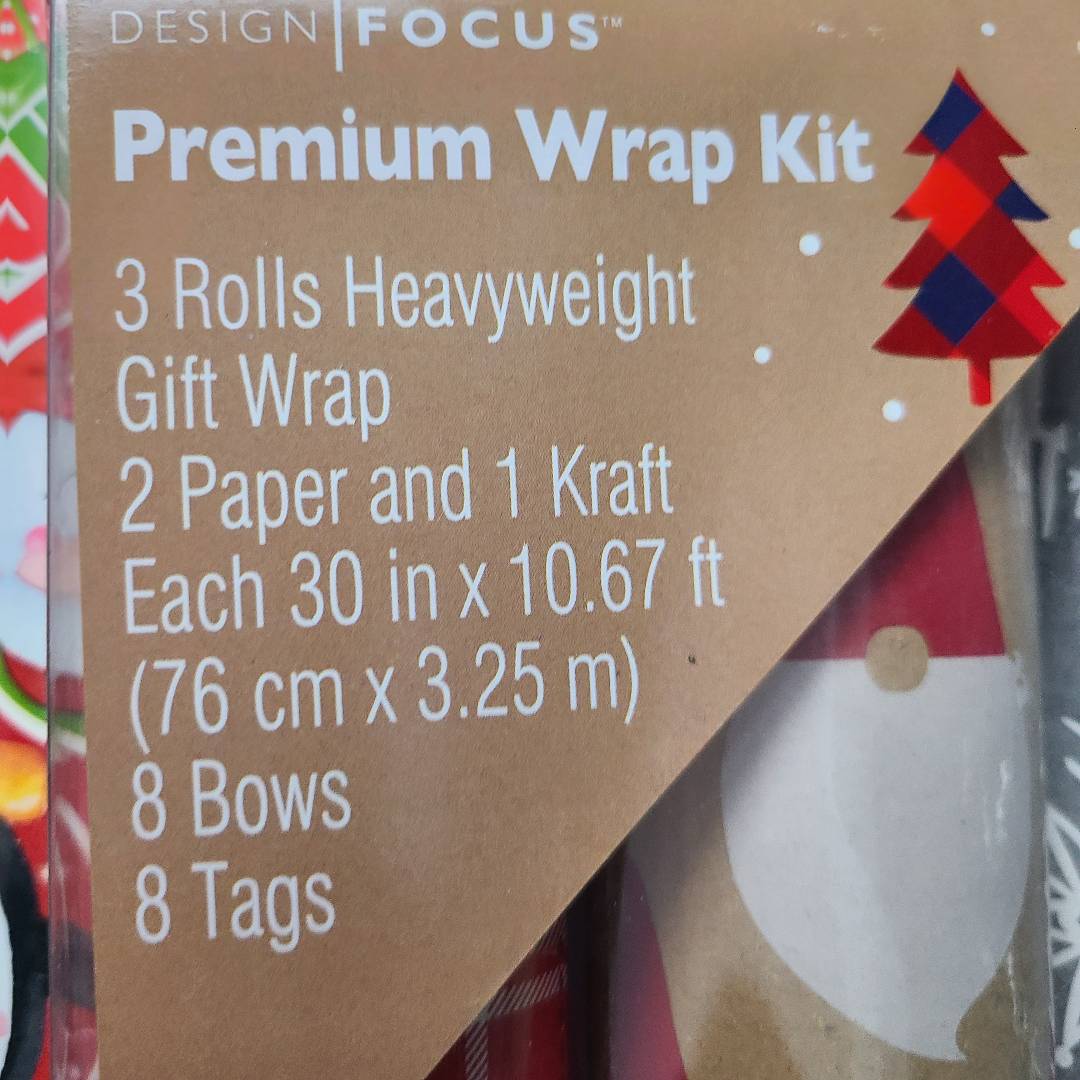 DESIGN|FOCUS™
Premium Wrap Kit
3 Rolls Heavyweight
Gift Wrap
2 Paper and 1 Kraft
Each 30 in x 10.67 ft
(76 cm x 3.25 m)
8 Bows
8 Tags